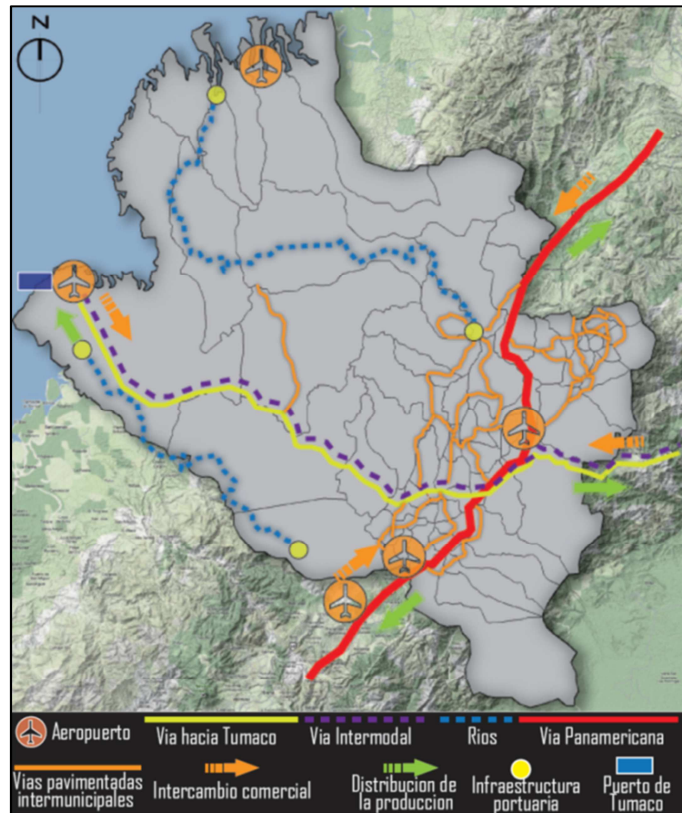 N
Aeropuerto
Via hacia Tumaco
Via Intermodal
Rios
Via Panamericana
Vias pavimentadas
intermunicipales
Intercambio comercial
Distribucion de
la produccion
Infraestructura
portuaria
Puerto de
Tumaco